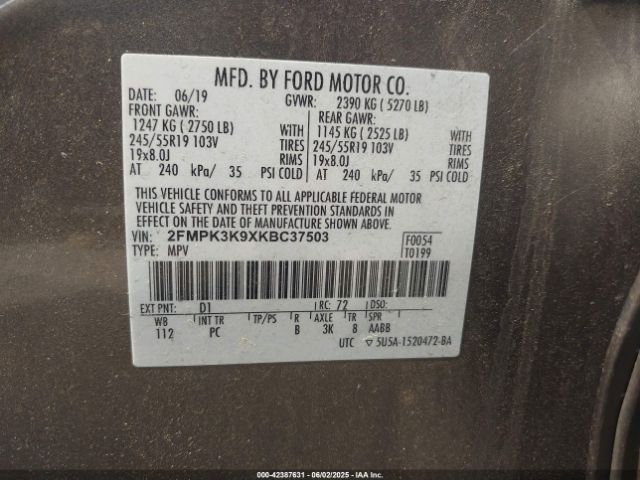 MFD. BY FORD MOTOR CO.
DATE: 06/19 GVWR: 2390 KG ( 5270 LB)
FRONT GAWR: REAR GAWR:
1247 KG ( 2750 LB) WITH 1145 KG ( 2525 LB) WITH
245/55R19 103V TIRES 245/55R19 103V TIRES
19x8.0J RIMS 19x8.0J RIMS
AT 240 kPa/ 35 PSI COLD AT 240 kPa/ 35 PSI COLD
THIS VEHICLE CONFORMS TO ALL APPLICABLE FEDERAL MOTOR
VEHICLE SAFETY AND THEFT PREVENTION STANDARDS IN
EFFECT ON THE DATE OF MANUFACTURE SHOWN ABOVE.
VIN: 2FMPK3K9XKBC37503 F0054
TYPE: MPV T0199
EXT PNT: D1 RC: 72 DSO:
WB INT TR TP/PS R AXLE TR SPR
112 PC B 3K 8 AABB
UTC ▽ 5U5A-1520472-BA
000-42387631 - 06/02/2025 - IAA Inc.